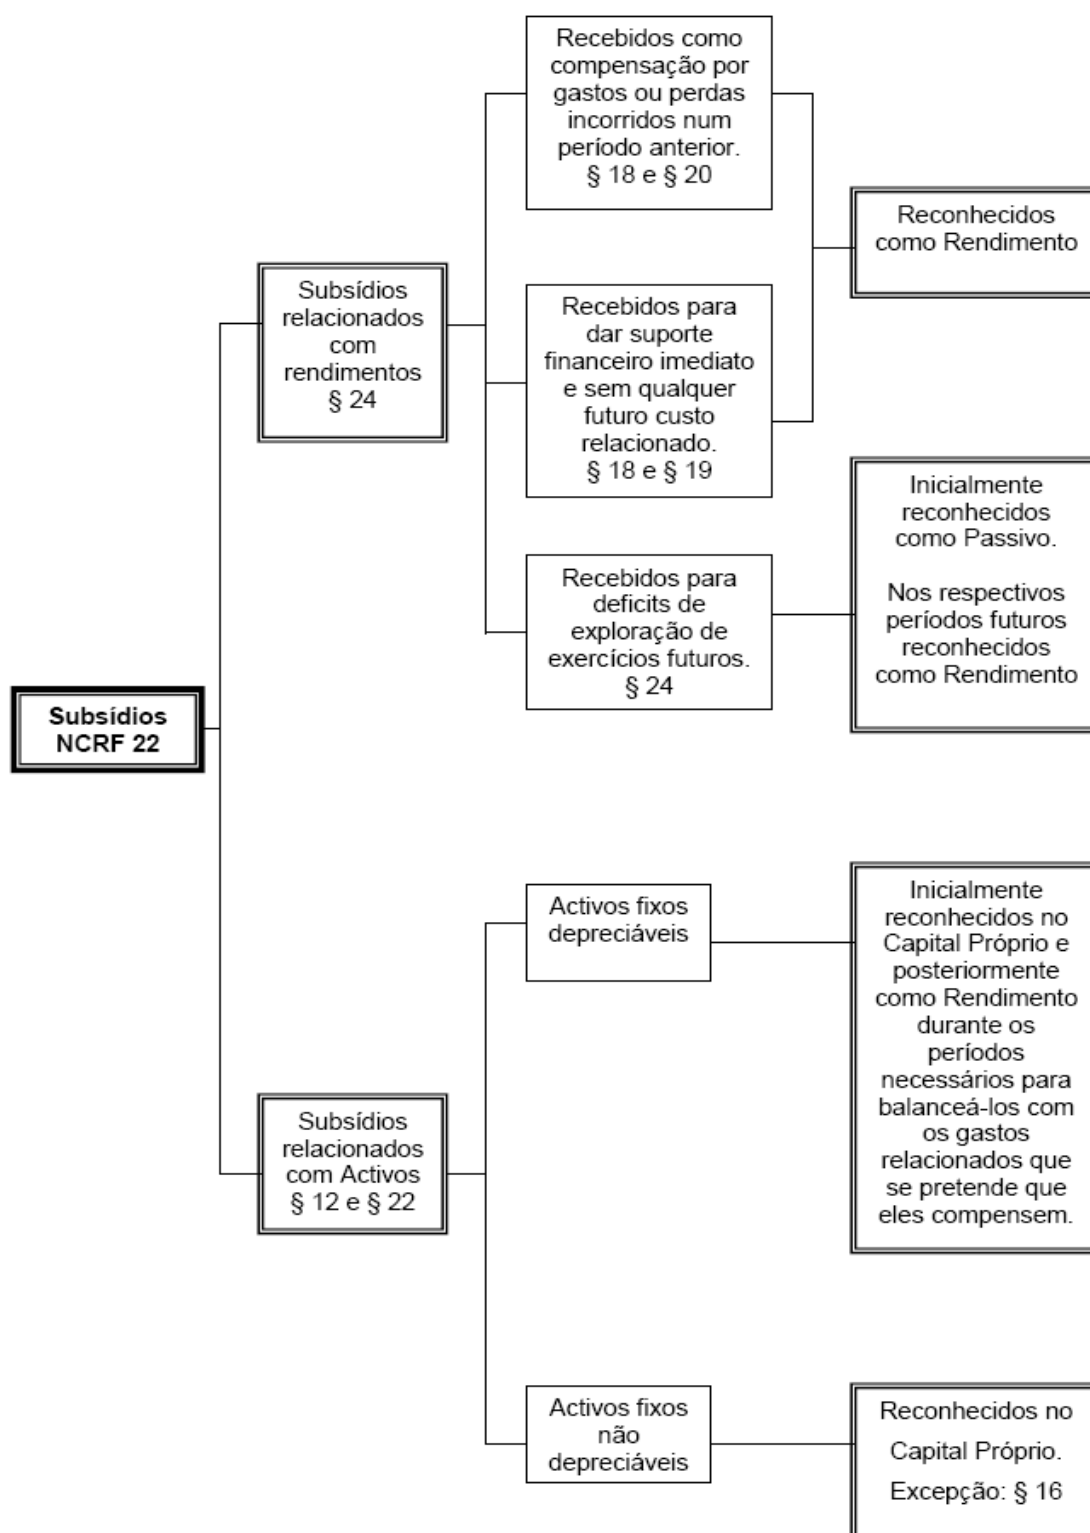 Recebidos como
compensação por
gastos ou perdas
incorridos num
período anterior.
§ 18 e § 20
Reconhecidos
como Rendimento
Subsídios
relacionados
com
rendimentos
§ 24
Recebidos para
dar suporte
financeiro imediato
e sem qualquer
futuro custo
relacionado.
§ 18 e § 19
Inicialmente
reconhecidos
como Passivo.
Nos respectivos
períodos futuros
reconhecidos
como Rendimento
Recebidos para
deficits de
exploração de
exercícios futuros.
§ 24
Subsídios
NCRF 22
Activos fixos
depreciáveis
Inicialmente
reconhecidos no
Capital Próprio e
posteriormente
como Rendimento
durante os
períodos
necessários para
balanceá-los com
os gastos
relacionados que
se pretende que
eles compensem.
Subsídios
relacionados
com Activos
§ 12 e § 22
Activos fixos
não
depreciáveis
Reconhecidos no
Capital Próprio.
Excepção: § 16